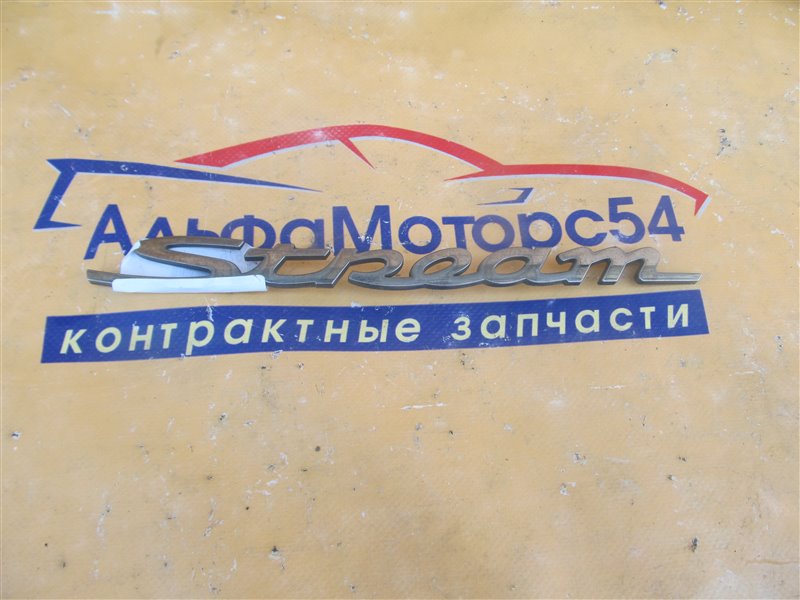 АльфаМоторс54
Stream
контрактные запчасти